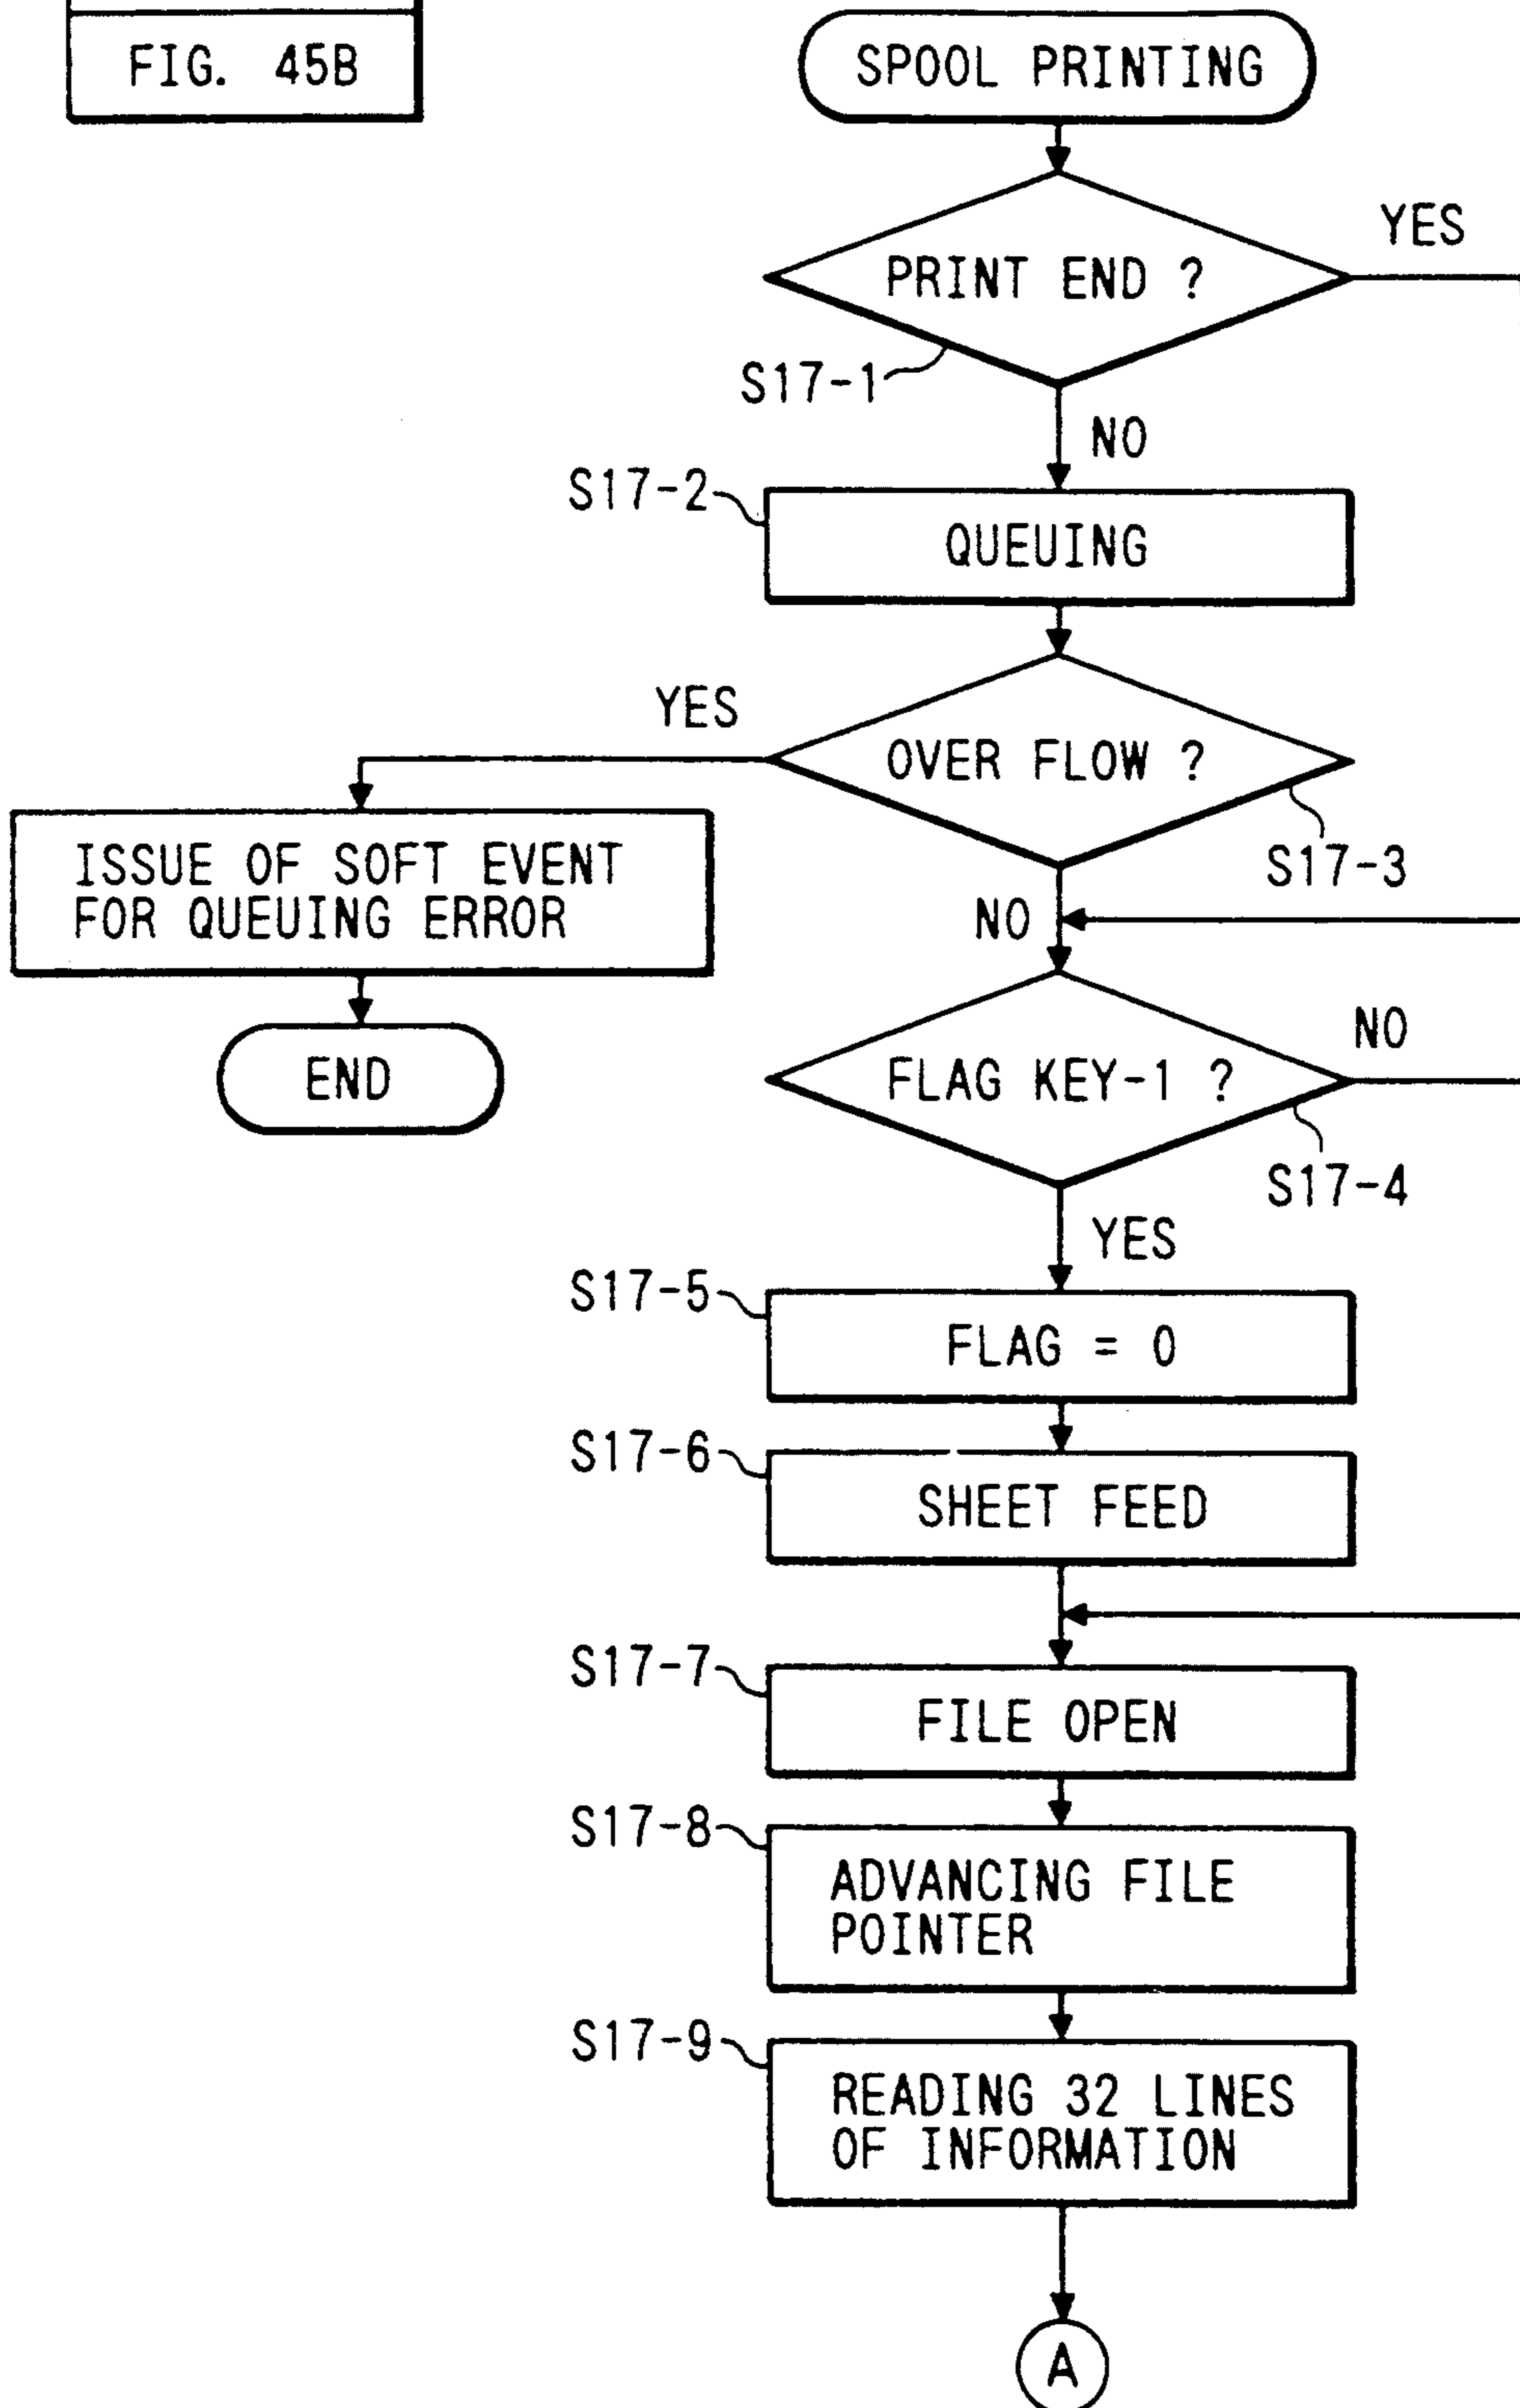 FIG. 45B
SPOOL PRINTING
YES
PRINT END ?
S17-1
NO
S17-2
QUEUING
YES
OVER FLOW ?
S17-3
ISSUE OF SOFT EVENT
FOR QUEUING ERROR
NO
END
NO
FLAG KEY-1 ?
S17-4
YES
S17-5
FLAG = 0
S17-6
SHEET FEED
S17-7
FILE OPEN
S17-8
ADVANCING FILE
POINTER
S17-9
READING 32 LINES
OF INFORMATION
A